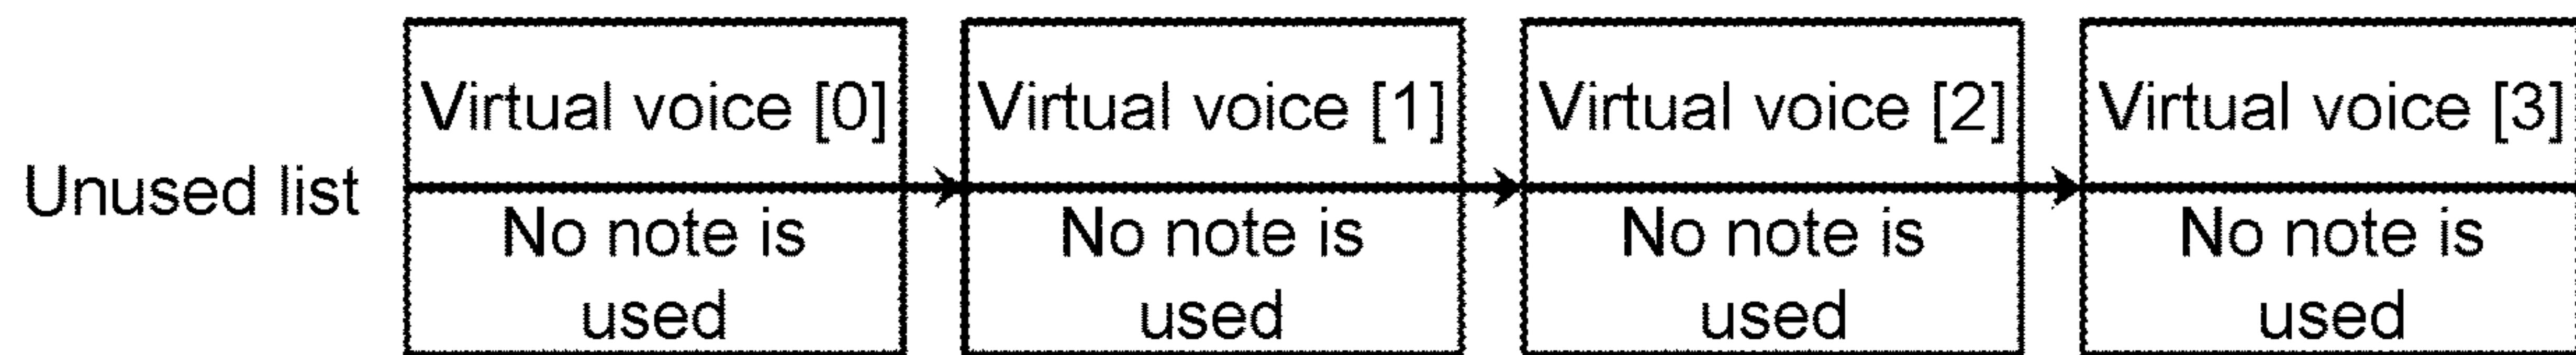 Unused list
Virtual voice [0]
No note is
used
Virtual voice [1]
No note is
used
Virtual voice [2]
No note is
used
Virtual voice [3]
No note is
used